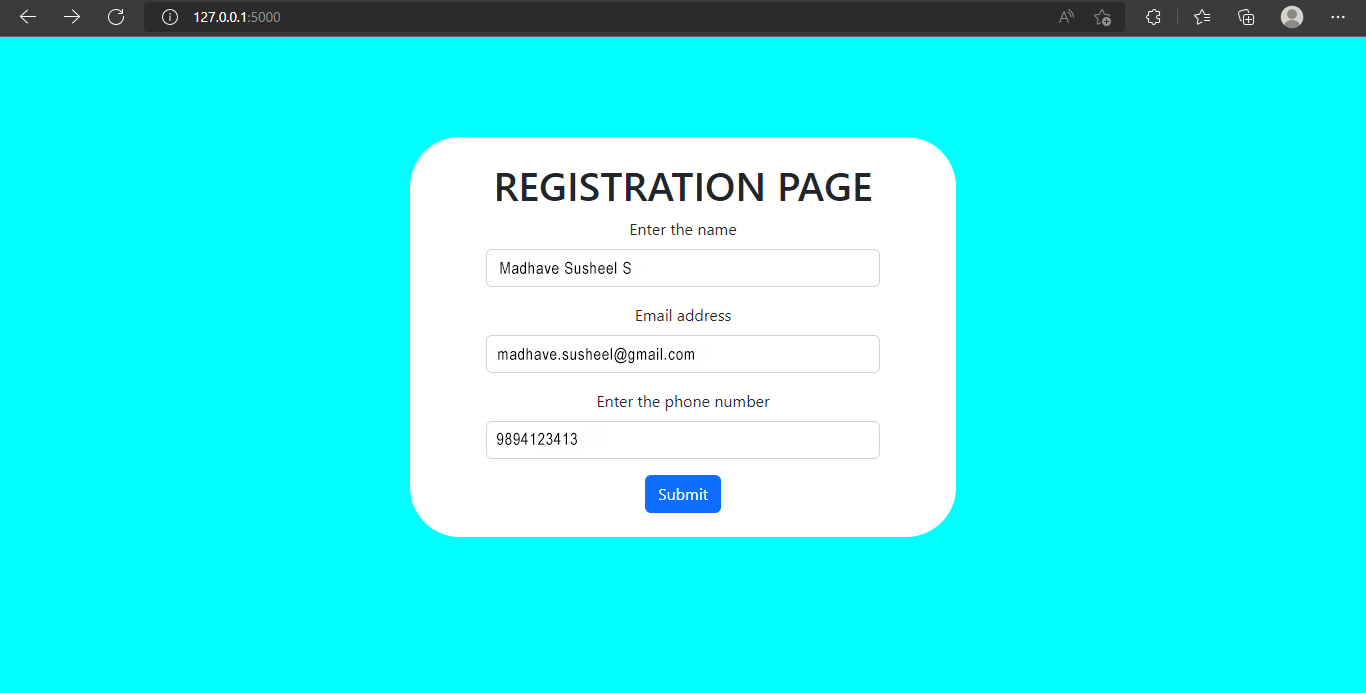 127.0.0.1:5000
REGISTRATION PAGE
Enter the name
Madhave Susheel S
Email address
madhave.susheel@gmail.com
Enter the phone number
9894123413
Submit